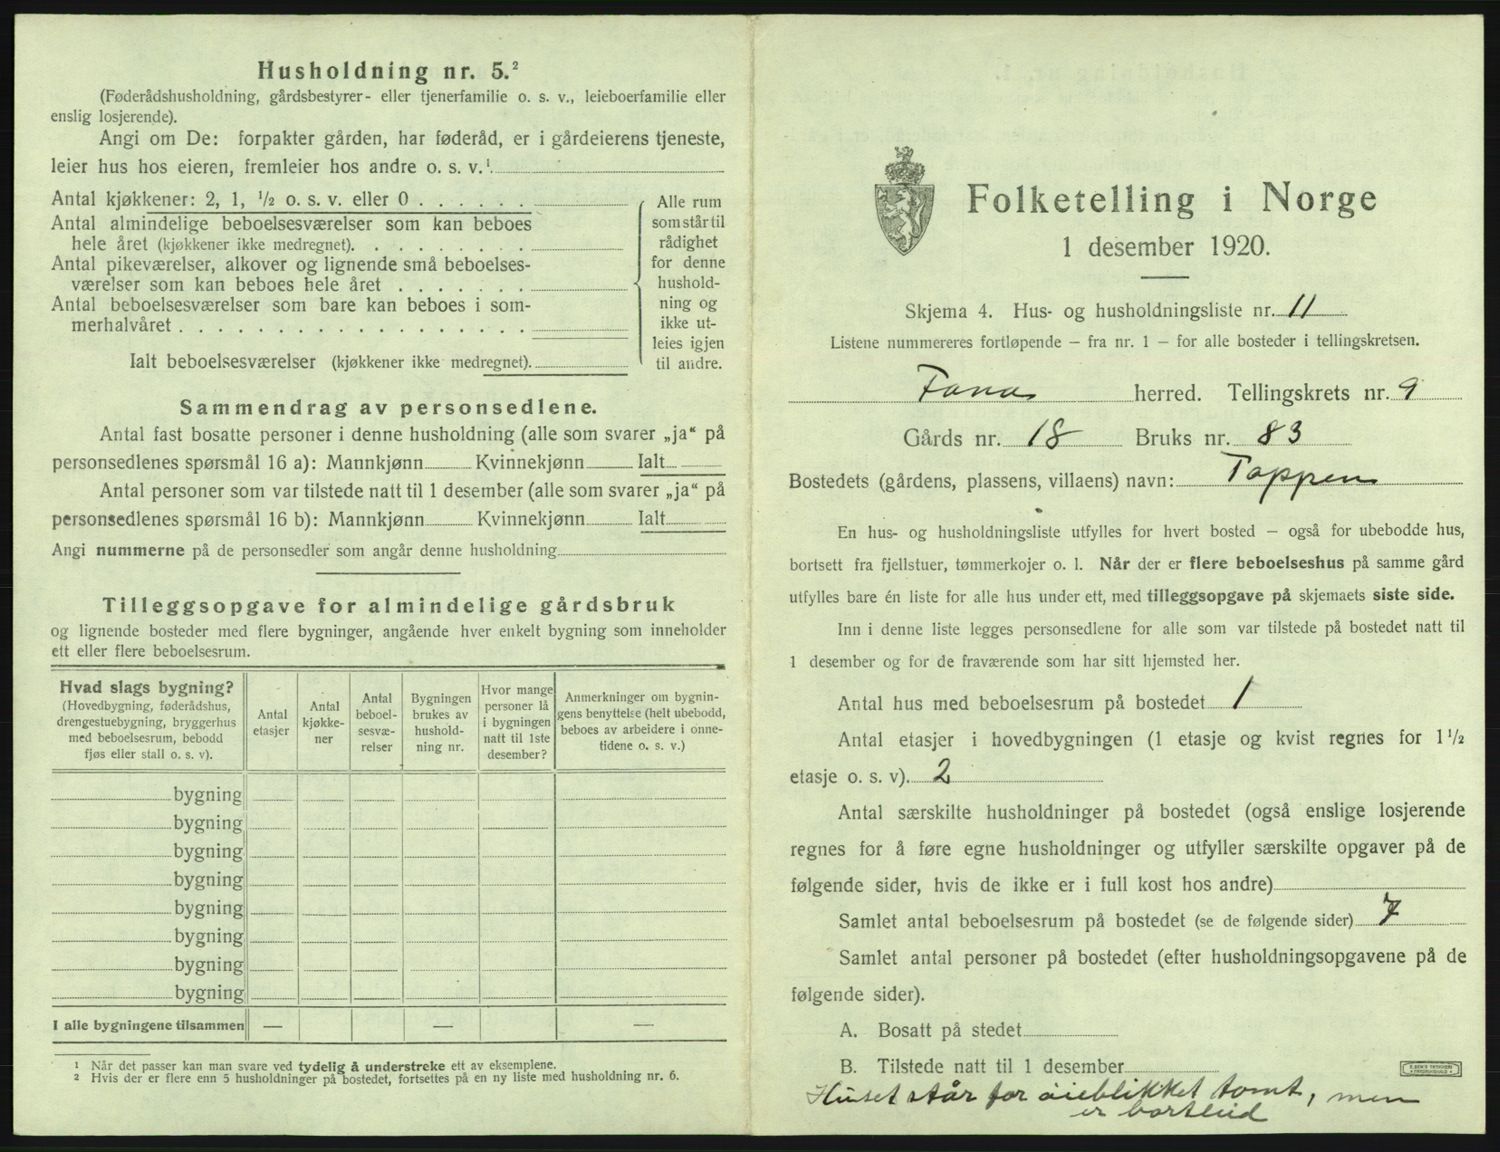 Husholdning nr. 5.²
(Føderådshusholdning, gårdsbestyrer- eller tjenerfamilie o. s. v., leieboerfamilie eller
enslig losjerende).
Angi om De: forpakter gården, har føderåd, er i gårdeierens tjeneste,
leier hus hos eieren, fremleier hos andre o. s. v.¹
Antal kjøkkener: 2, 1, ½ o. s. v. eller 0 . . . . . .
Antal almindelige beboelsesværelser som kan beboes
hele året (kjøkkener ikke medregnet). . . . . . . . .
Antal pikeværelser, alkover og lignende små beboelses-
værelser som kan beboes hele året . . . . . . .
Antal beboelsesværelser som bare kan beboes i som-
merhalvåret . . . . . . . . . . . . . . . . . .
Ialt beboelsesværelser (kjøkkener ikke medregnet).
Alle rum
som står til
rådighet
for denne
hushold-
ning og
ikke ut-
leies igjen
til andre.
Sammendrag av personsedlene.
Antal fast bosatte personer i denne husholdning (alle som svarer „ja“ på
personsedlenes spørsmål 16 a): Mannkjønn Kvinnekjønn Ialt
Antal personer som var tilstede natt til 1 desember (alle som svarer „ja“ på
personsedlenes spørsmål 16 b): Mannkjønn Kvinnekjønn Ialt
Angi nummerne på de personsedler som angår denne husholdning
Tilleggsopgave for almindelige gårdsbruk
og lignende bosteder med flere bygninger, angående hver enkelt bygning som inneholder
ett eller flere beboelsesrum.
Hvad slags bygning?
(Hovedbygning, føderådshus,
drengestuebygning, bryggerhus
med beboelsesrum, bebodd
fjøs eller stall o. s. v).
Antal
etasjer
Antal
kjøkke-
ner
Antal
beboel-
sesvæ-
relser
Bygningen
brukes av
hushold-
ning nr.
Hvor mange
personer lå
i bygningen
natt til 1ste
desember?
Anmerkninger om bygnin-
gens benyttelse (helt ubebodd,
beboes av arbeidere i onne-
tidene o. s. v.)
bygning
bygning
bygning
bygning
bygning
bygning
bygning
bygning
I alle bygningene tilsammen — — —
¹ Når det passer kan man svare ved tydelig å understreke ett av eksemplene.
² Hvis der er flere enn 5 husholdninger på bostedet, fortsettes på en ny liste med husholdning nr. 6.
Folketelling i Norge
1 desember 1920.
Skjema 4. Hus- og husholdningsliste nr. 11
Listene nummereres fortløpende – fra nr. 1 – for alle bosteder i tellingskretsen.
Fana herred. Tellingskrets nr. 9
Gårds nr. 18 Bruks nr. 83
Bostedets (gårdens, plassens, villaens) navn: Toppen
En hus- og husholdningsliste utfylles for hvert bosted – også for ubebodde hus,
bortsett fra fjellstuer, tømmerkojer o. l. Når der er flere beboelseshus på samme gård
utfylles bare én liste for alle hus under ett, med tilleggsopgave på skjemaets siste side.
Inn i denne liste legges personsedlene for alle som var tilstede på bostedet natt til
1 desember og for de fraværende som har sitt hjemsted her.
Antal hus med beboelsesrum på bostedet 1
Antal etasjer i hovedbygningen (1 etasje og kvist regnes for 1½
etasje o. s. v). 2
Antal særskilte husholdninger på bostedet (også enslige losjerende
regnes for å føre egne husholdninger og utfyller særskilte opgaver på de
følgende sider, hvis de ikke er i full kost hos andre)
Samlet antal beboelsesrum på bostedet (se de følgende sider) 7
Samlet antal personer på bostedet (efter husholdningsopgavene på de
følgende sider).
A. Bosatt på stedet
B. Tilstede natt til 1 desember
Huset står for øieblikket tomt, men
er bortleid